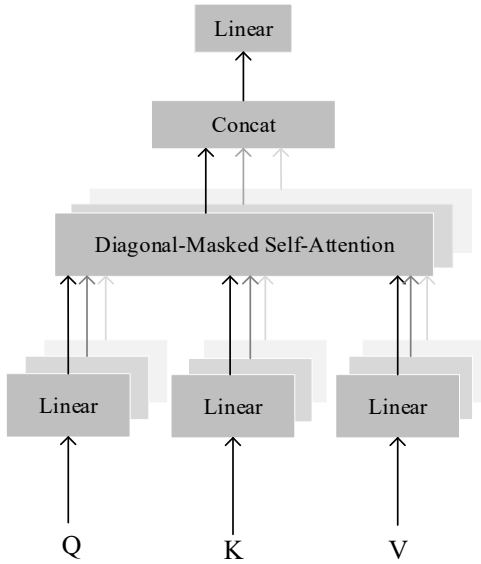 Linear
Concat
Diagonal-Masked Self-Attention
Linear Linear Linear
Q K V